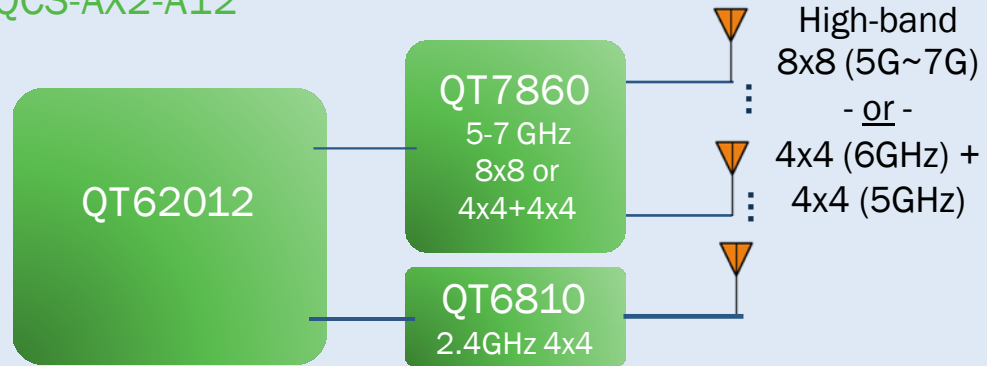 QCS-AX2-A12
QT62012
QT7860
5-7 GHz
8x8 or
4x4+4x4
QT6810
2.4GHz 4x4
High-band
8x8 (5G~7G)
- or -
4x4 (6GHz) +
4x4 (5GHz)